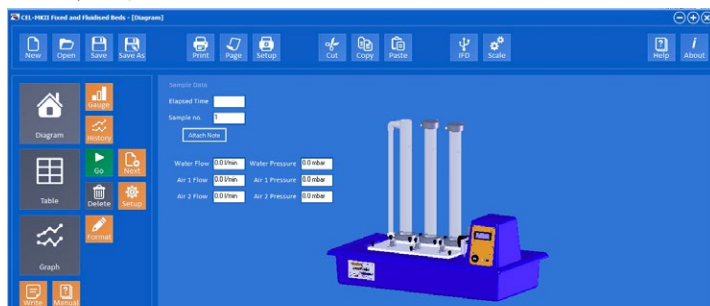 CEL-MKII Fixed and Fluidised Beds - [Diagram]
New Open Save Save As Print Page Setup Cut Copy Paste IFD Scale Help About
Sample Data
Elapsed Time
Sample no. 1
Attach Note
Water Flow 0.0 l/min Water Pressure 0.0 mbar
Air 1 Flow 0.0 l/min Air 1 Pressure 0.0 mbar
Air 2 Flow 0.0 l/min Air 2 Pressure 0.0 mbar
Gauge
Diagram
History
Go Next
Table
Delete Setup
Format
Graph
Write Manual